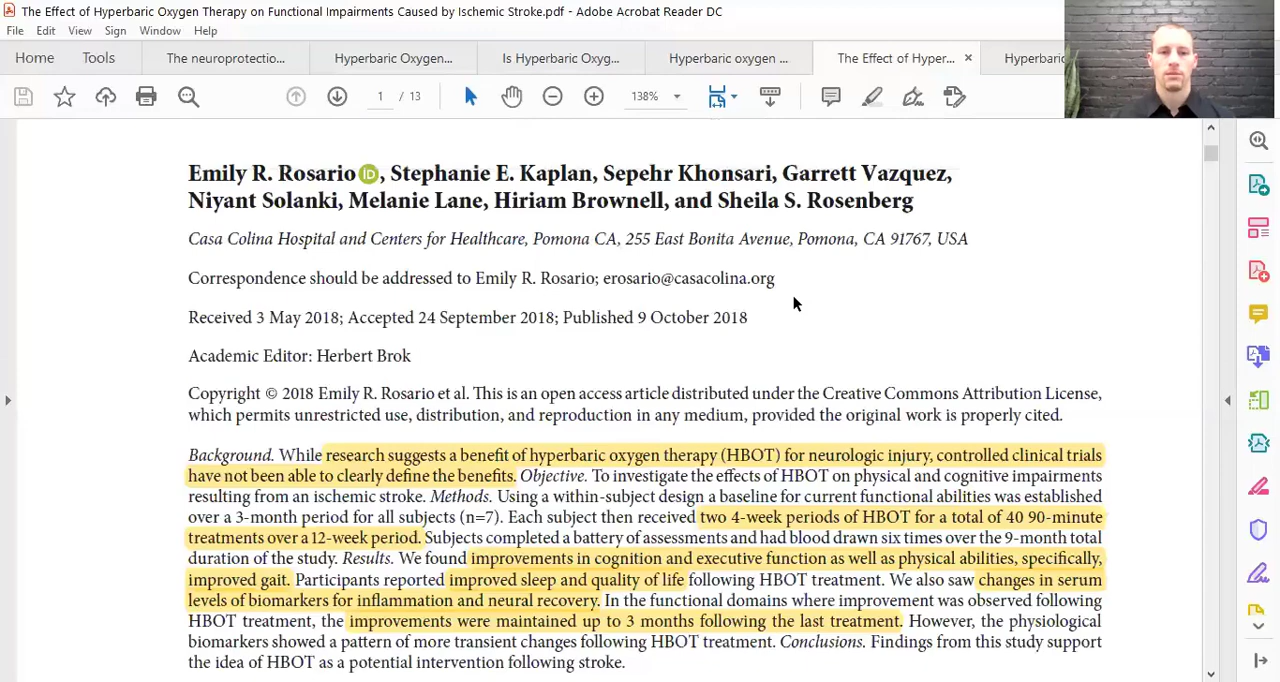 The Effect of Hyperbaric Oxygen Therapy on Functional Impairments Caused by Ischemic Stroke.pdf - Adobe Acrobat Reader DC
File Edit View Sign Window Help
Home Tools The neuroprotectio... Hyperbaric Oxygen... Is Hyperbaric Oxyg... Hyperbaric oxygen ... The Effect of Hyper... × Hyperbaric
1 / 13 138%
Emily R. Rosario iD, Stephanie E. Kaplan, Sepehr Khonsari, Garrett Vazquez,
Niyant Solanki, Melanie Lane, Hiriam Brownell, and Sheila S. Rosenberg
Casa Colina Hospital and Centers for Healthcare, Pomona CA, 255 East Bonita Avenue, Pomona, CA 91767, USA
Correspondence should be addressed to Emily R. Rosario; erosario@casacolina.org
Received 3 May 2018; Accepted 24 September 2018; Published 9 October 2018
Academic Editor: Herbert Brok
Copyright © 2018 Emily R. Rosario et al. This is an open access article distributed under the Creative Commons Attribution License,
which permits unrestricted use, distribution, and reproduction in any medium, provided the original work is properly cited.
Background. While research suggests a benefit of hyperbaric oxygen therapy (HBOT) for neurologic injury, controlled clinical trials
have not been able to clearly define the benefits. Objective. To investigate the effects of HBOT on physical and cognitive impairments
resulting from an ischemic stroke. Methods. Using a within-subject design a baseline for current functional abilities was established
over a 3-month period for all subjects (n=7). Each subject then received two 4-week periods of HBOT for a total of 40 90-minute
treatments over a 12-week period. Subjects completed a battery of assessments and had blood drawn six times over the 9-month total
duration of the study. Results. We found improvements in cognition and executive function as well as physical abilities, specifically,
improved gait. Participants reported improved sleep and quality of life following HBOT treatment. We also saw changes in serum
levels of biomarkers for inflammation and neural recovery. In the functional domains where improvement was observed following
HBOT treatment, the improvements were maintained up to 3 months following the last treatment. However, the physiological
biomarkers showed a pattern of more transient changes following HBOT treatment. Conclusions. Findings from this study support
the idea of HBOT as a potential intervention following stroke.